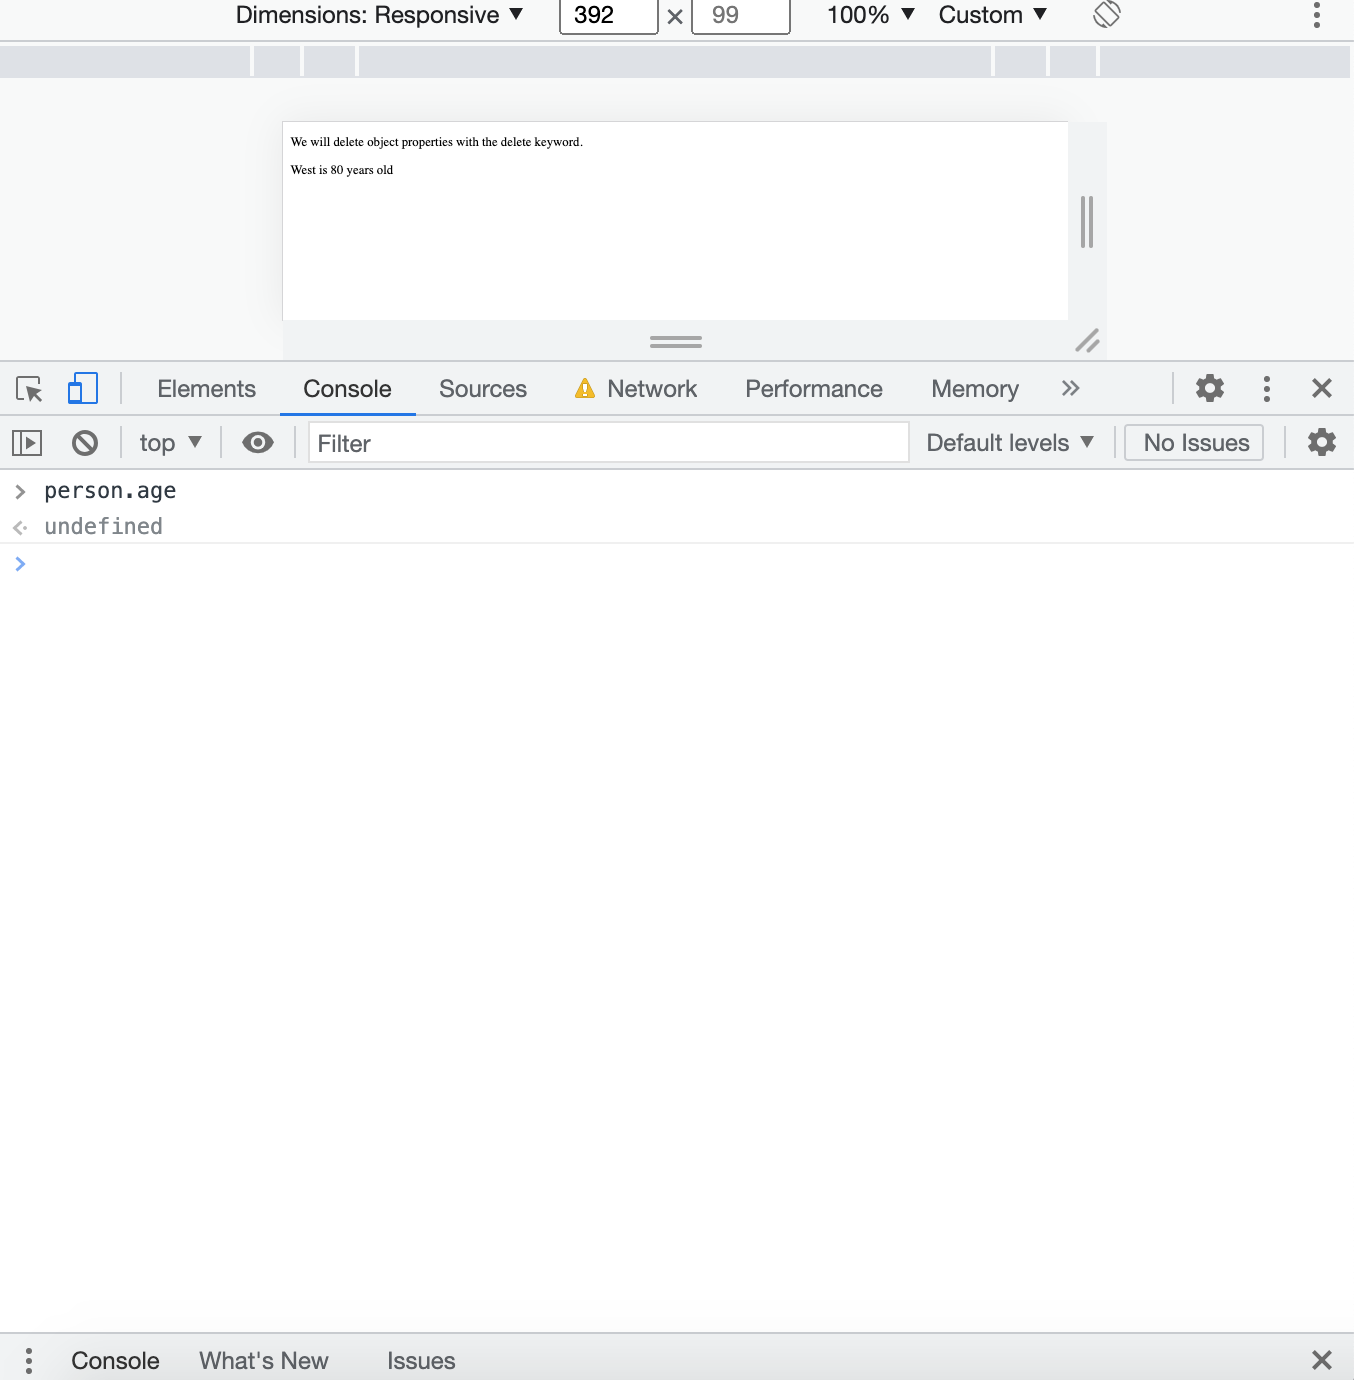 Dimensions: Responsive ▼ 392 × 99 100% ▼ Custom ▼
We will delete object properties with the delete keyword.
West is 80 years old
Elements Console Sources Network Performance Memory »
top ▼ Filter Default levels ▼ No Issues
> person.age
undefined
>
Console What's New Issues